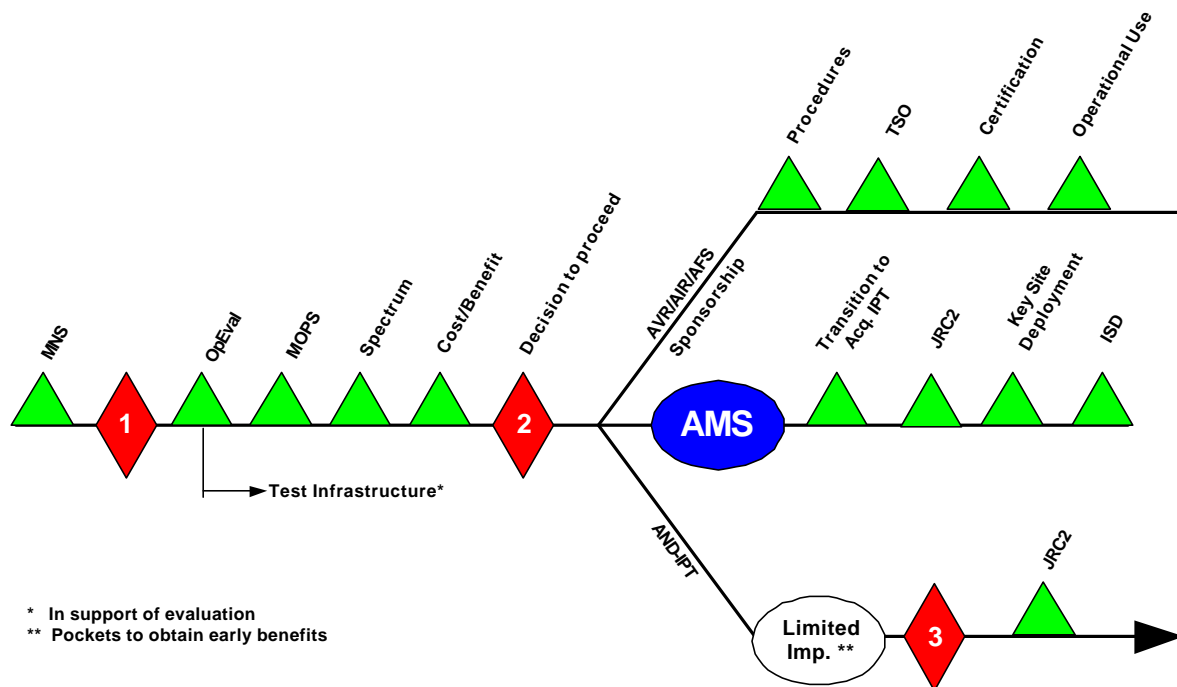 Procedures
TSO
Certification
Operational Use
AVR/AIR/AFS
Sponsorship
MNS
OpEval
MOPS
Spectrum
Cost/Benefit
Decision to proceed
Transition to
Acq. IPT
JRC2
Key Site
Deployment
ISD
1
2
AMS
Test Infrastructure*
AND-IPT
JRC2
Limited
Imp. **
3
* In support of evaluation
** Pockets to obtain early benefits